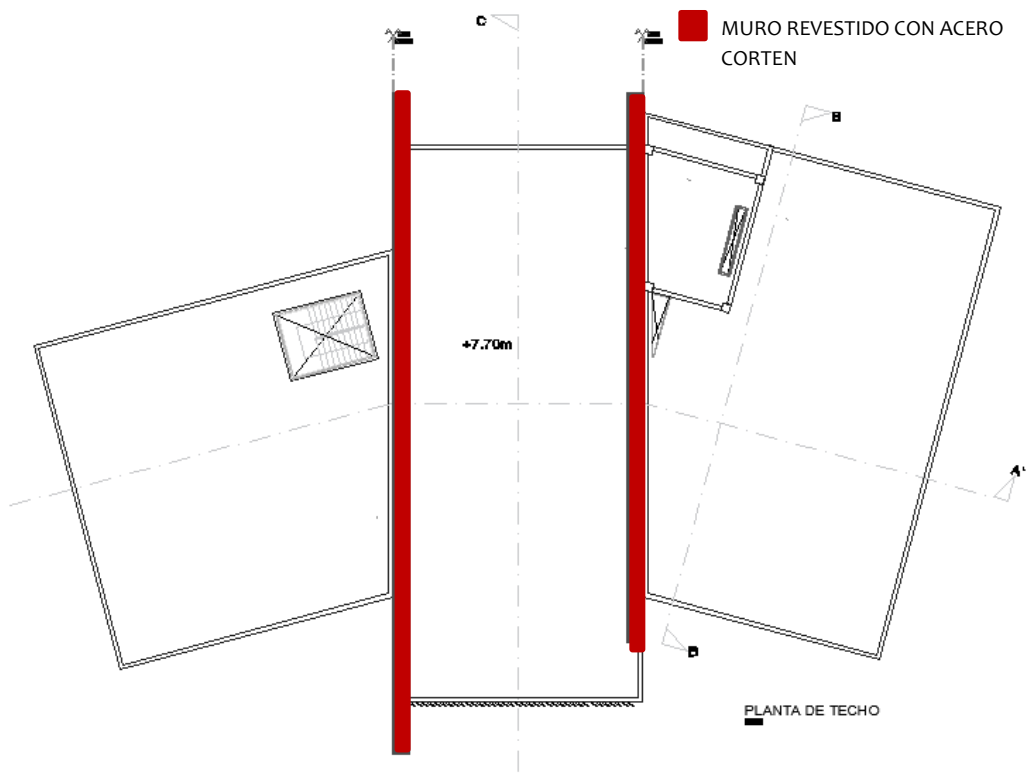 C
MURO REVESTIDO CON ACERO
CORTEN
B
+7.70m
A'
PLANTA DE TECHO